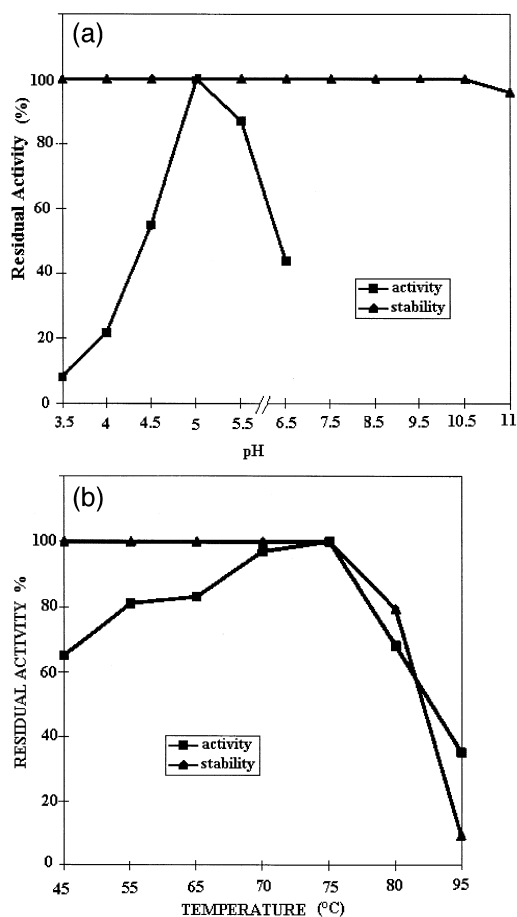 (a)
100
80
60
40
20
0
Residual Activity (%)
activity
stability
3.5 4 4.5 5 5.5 6.5 7.5 8.5 9.5 10.5 11
pH
(b)
100
80
60
40
20
0
RESIDUAL ACTIVITY %
activity
stability
45 55 65 70 75 80 95
TEMPERATURE (°C)